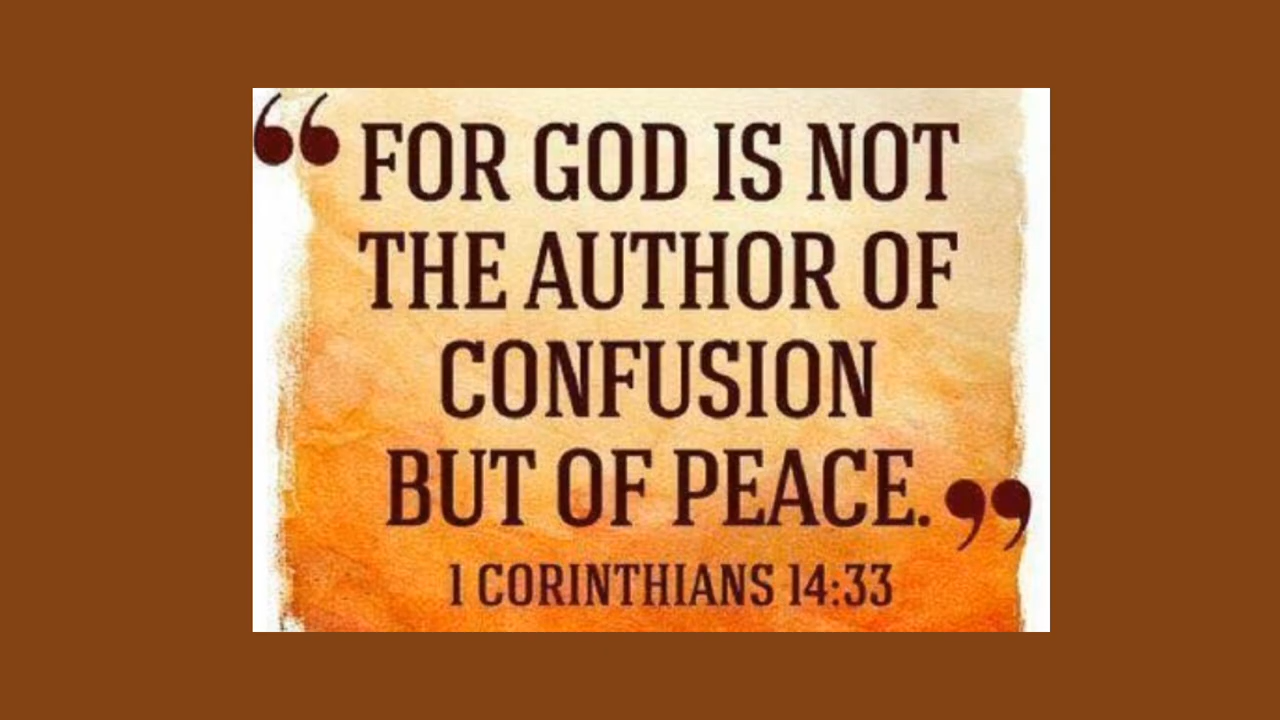 “FOR GOD IS NOT
THE AUTHOR OF
CONFUSION
BUT OF PEACE.”
1 CORINTHIANS 14:33